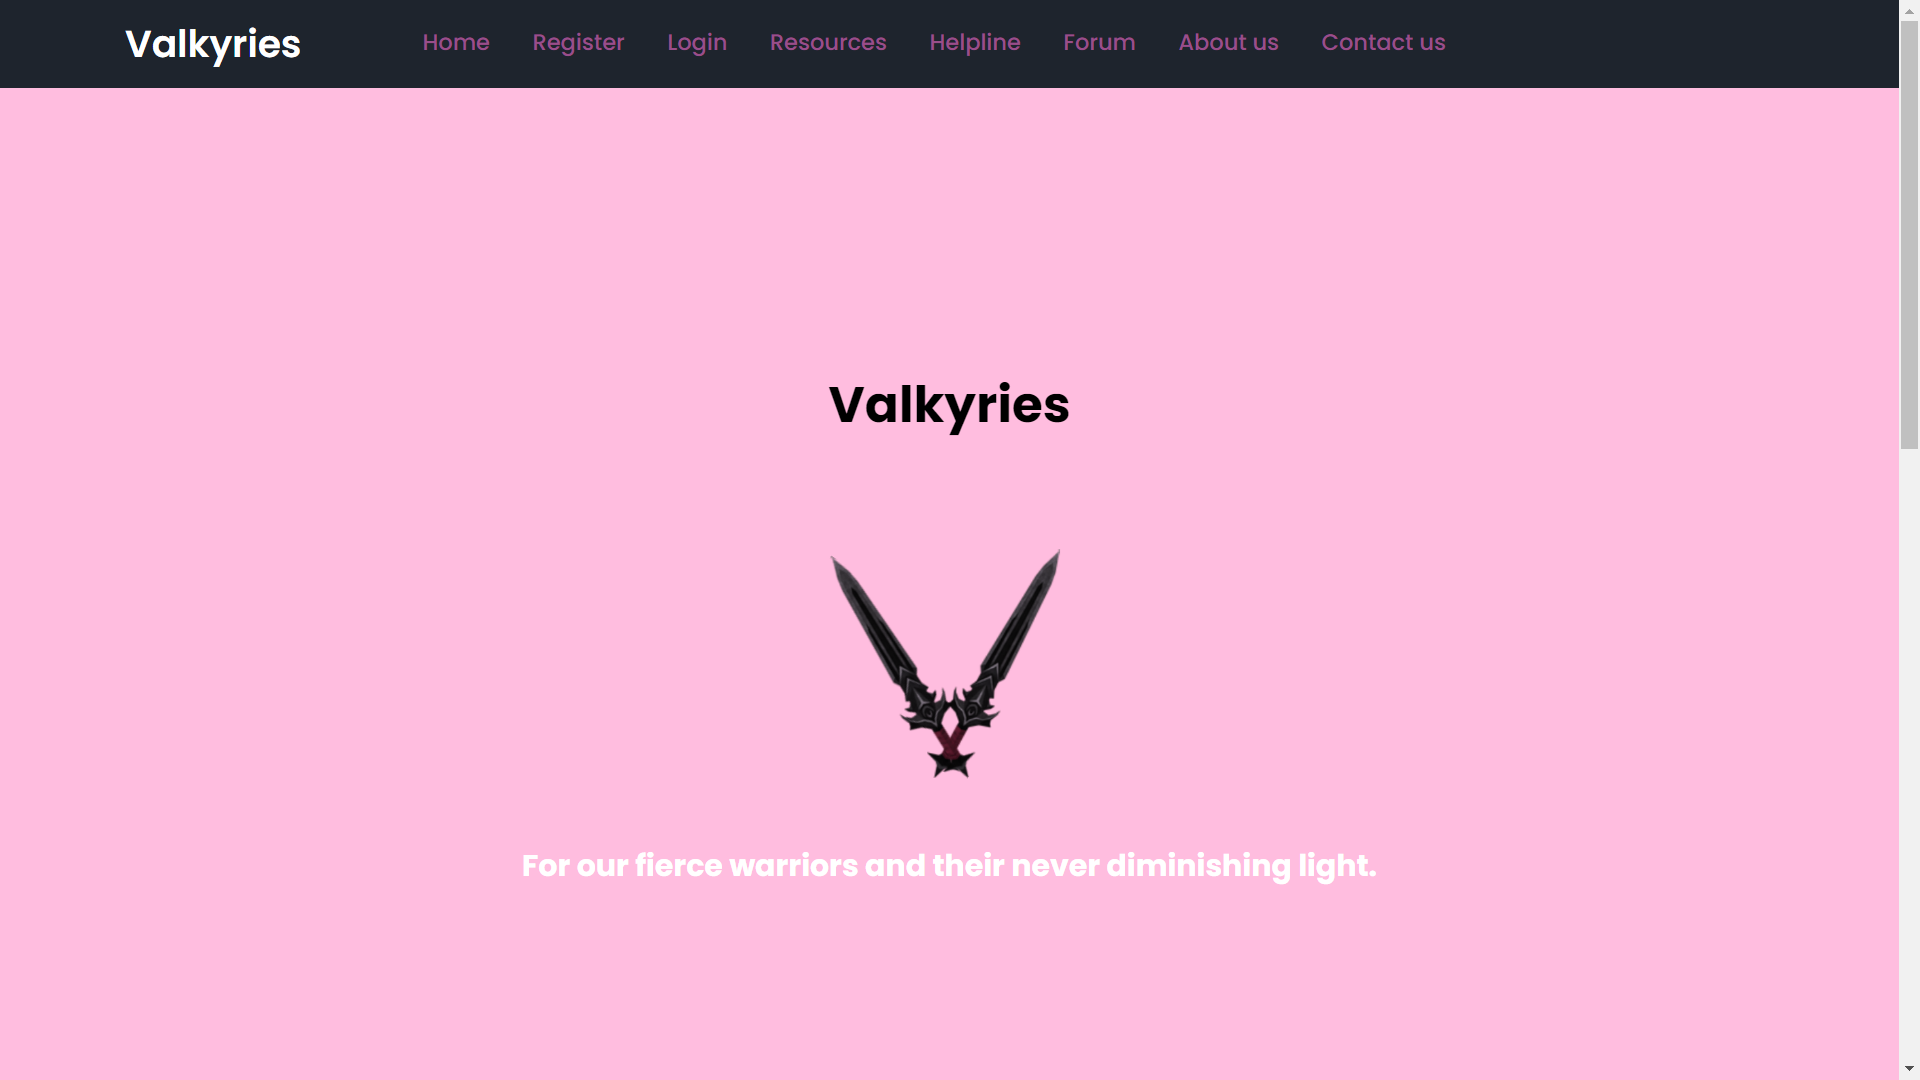 Valkyries Home Register Login Resources Helpline Forum About us Contact us
Valkyries
For our fierce warriors and their never diminishing light.